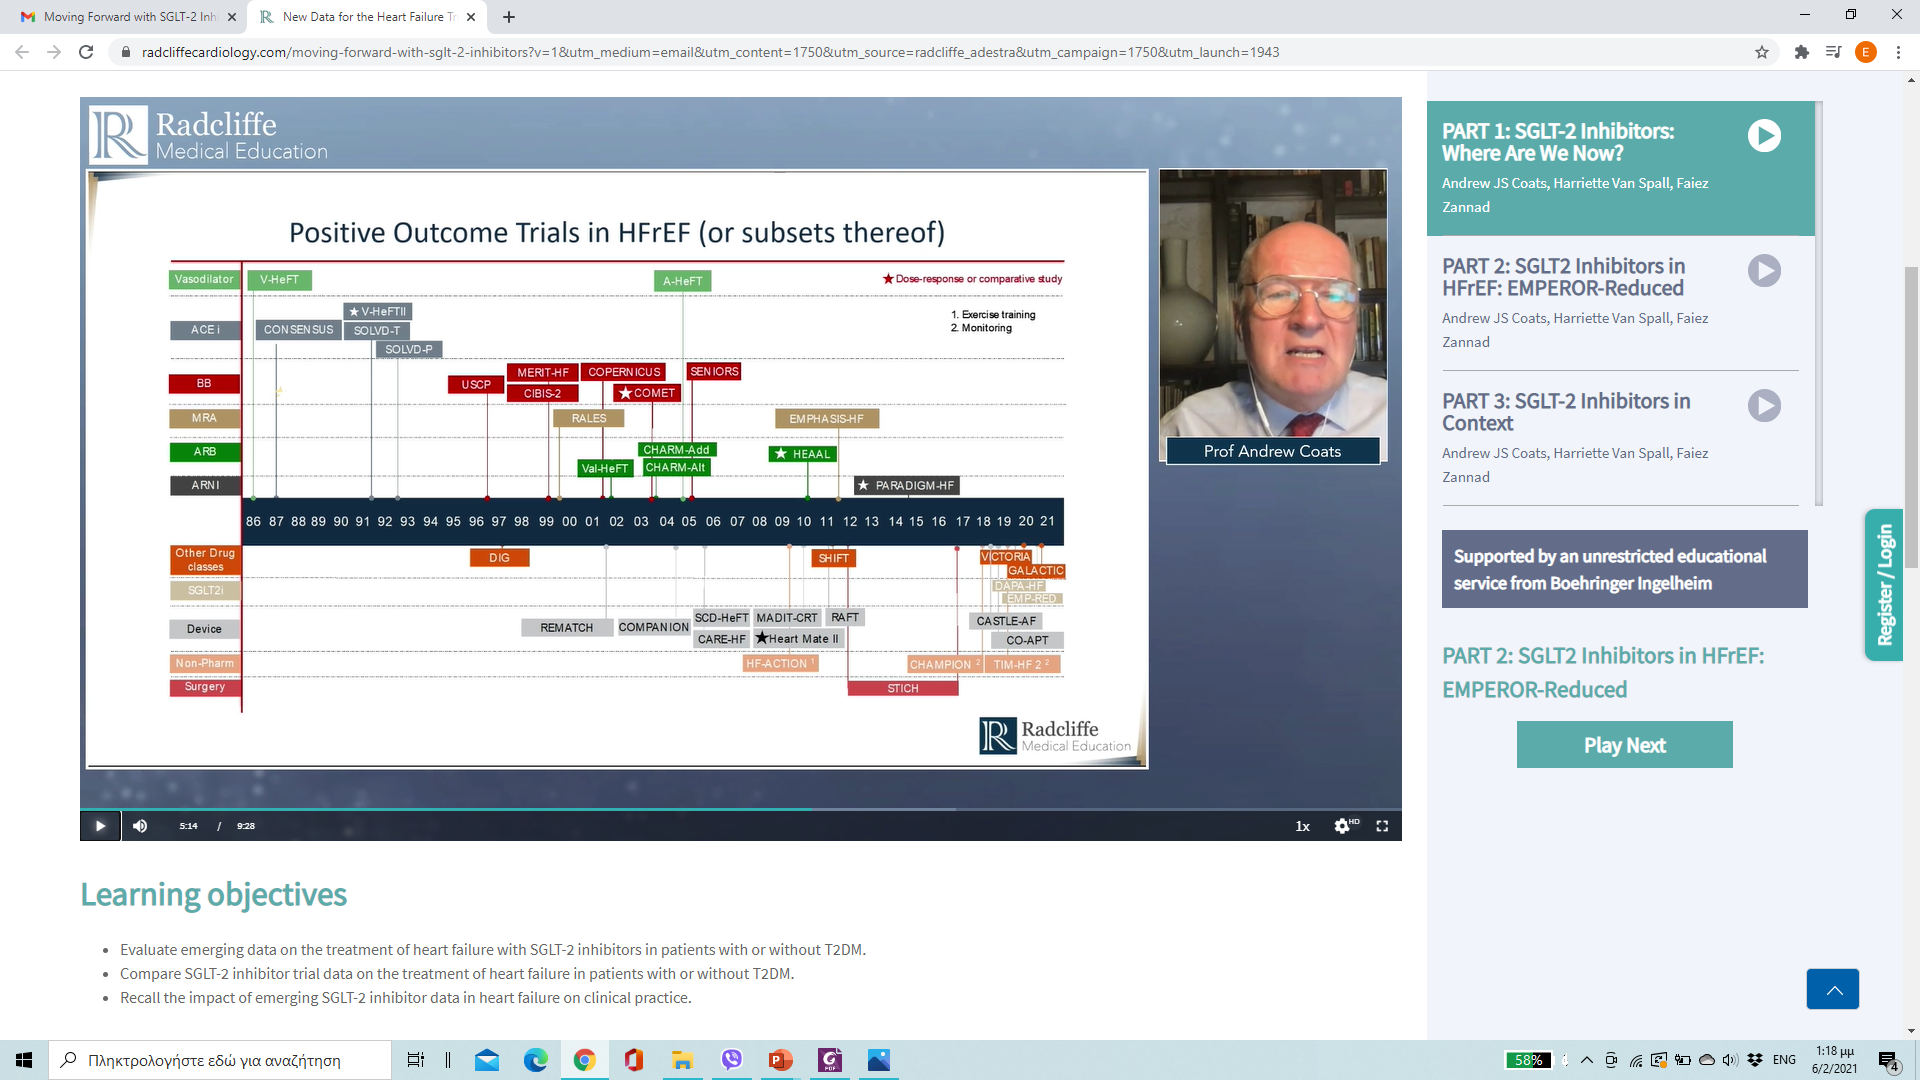 Moving Forward with SGLT-2 Inhi
New Data for the Heart Failure Tr
radcliffecardiology.com/moving-forward-with-sglt-2-inhibitors?v=1&utm_medium=email&utm_content=1750&utm_source=radcliffe_adestra&utm_campaign=1750&utm_launch=1943
E
Radcliffe
Medical Education
Positive Outcome Trials in HFrEF (or subsets thereof)
Vasodilator V-HeFT A-HeFT ★Dose-response or comparative study
1. Exercise training
2. Monitoring
ACE i CONSENSUS ★V-HeFTII
SOLVD-T
SOLVD-P
BB USCP MERIT-HF COPERNICUS SENIORS
CIBIS-2 ★COMET
MRA RALES EMPHASIS-HF
ARB CHARM-Add ★ HEAAL
Val-HeFT CHARM-Alt
ARNI ★ PARADIGM-HF
86 87 88 89 90 91 92 93 94 95 96 97 98 99 00 01 02 03 04 05 06 07 08 09 10 11 12 13 14 15 16 17 18 19 20 21
Other Drug
classes DIG SHIFT VICTORIA
GALACTIC
SGLT2i DAPA-HF
EMP-RED
Device REMATCH COMPANION SCD-HeFT MADIT-CRT RAFT CASTLE-AF
CARE-HF ★Heart Mate II CO-APT
Non-Pharm HF-ACTION 1 CHAMPION 2 TIM-HF 2 2
Surgery STICH
Radcliffe
Medical Education
Prof Andrew Coats
5:14 / 9:28
1x HD
PART 1: SGLT-2 Inhibitors:
Where Are We Now?
Andrew JS Coats, Harriette Van Spall, Faiez
Zannad
PART 2: SGLT2 Inhibitors in
HFrEF: EMPEROR-Reduced
Andrew JS Coats, Harriette Van Spall, Faiez
Zannad
PART 3: SGLT-2 Inhibitors in
Context
Andrew JS Coats, Harriette Van Spall, Faiez
Zannad
Supported by an unrestricted educational
service from Boehringer Ingelheim
Register / Login
PART 2: SGLT2 Inhibitors in HFrEF:
EMPEROR-Reduced
Play Next
Learning objectives
• Evaluate emerging data on the treatment of heart failure with SGLT-2 inhibitors in patients with or without T2DM.
• Compare SGLT-2 inhibitor trial data on the treatment of heart failure in patients with or without T2DM.
• Recall the impact of emerging SGLT-2 inhibitor data in heart failure on clinical practice.
Πληκτρολογήστε εδώ για αναζήτηση
58%
ENG
1:18 μμ
6/2/2021
4